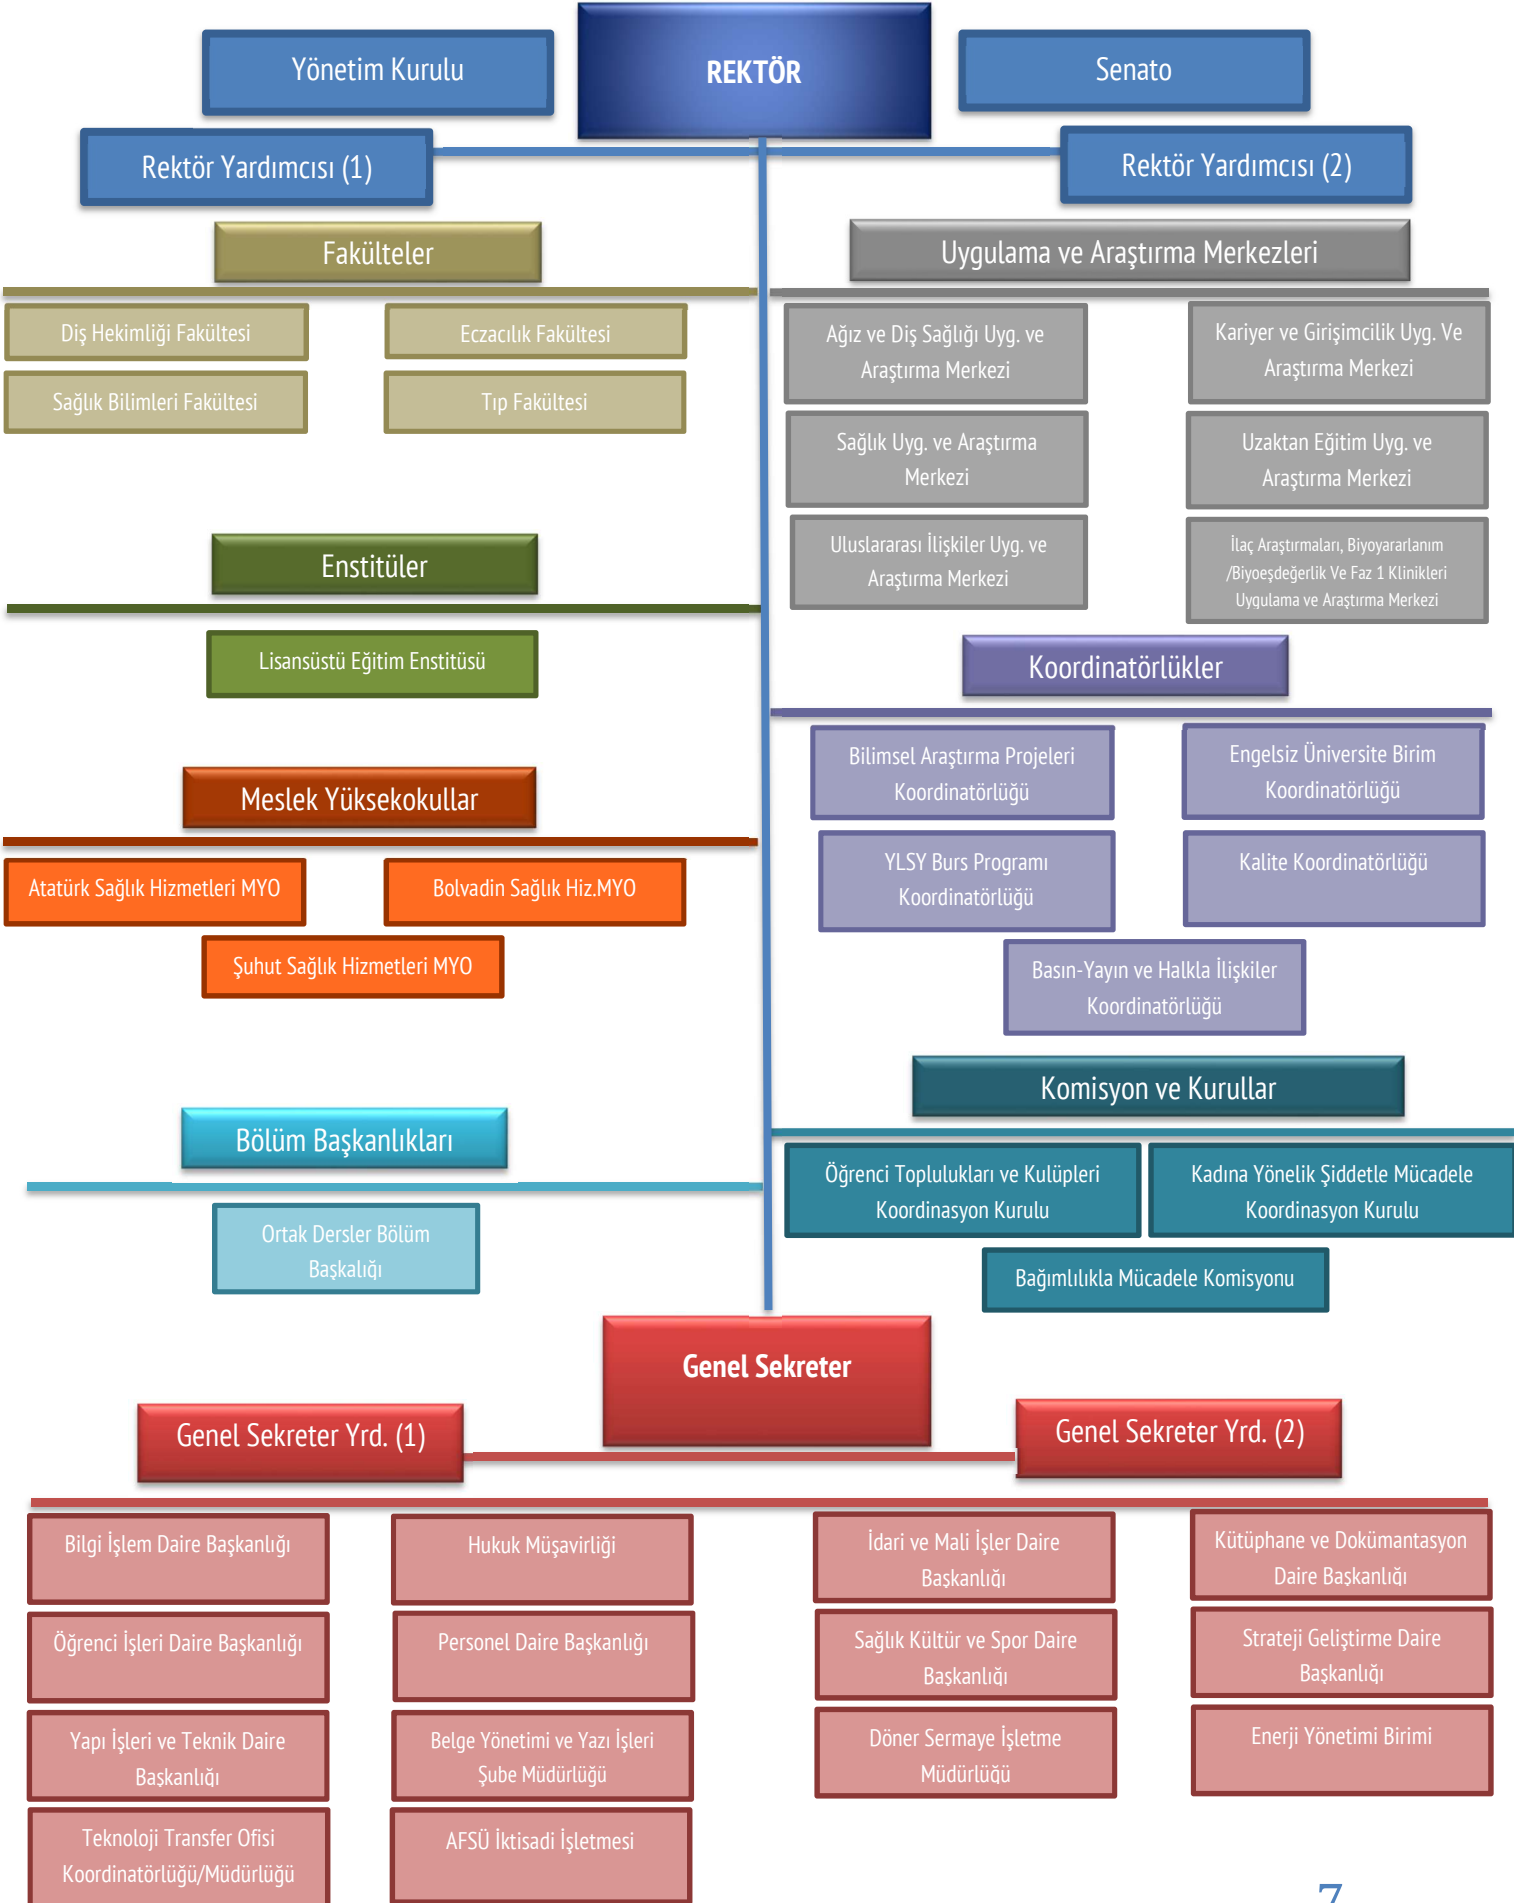 REKTÖR
Yönetim Kurulu
Senato
Rektör Yardımcısı (1)
Rektör Yardımcısı (2)
Fakülteler
Diş Hekimliği Fakültesi
Eczacılık Fakültesi
Sağlık Bilimleri Fakültesi
Tıp Fakültesi
Enstitüler
Lisansüstü Eğitim Enstitüsü
Meslek Yüksekokullar
Atatürk Sağlık Hizmetleri MYO
Bolvadin Sağlık Hiz.MYO
Şuhut Sağlık Hizmetleri MYO
Bölüm Başkanlıkları
Ortak Dersler Bölüm
Başkalığı
Uygulama ve Araştırma Merkezleri
Ağız ve Diş Sağlığı Uyg. ve
Araştırma Merkezi
Kariyer ve Girişimcilik Uyg. Ve
Araştırma Merkezi
Sağlık Uyg. ve Araştırma
Merkezi
Uzaktan Eğitim Uyg. ve
Araştırma Merkezi
Uluslararası İlişkiler Uyg. ve
Araştırma Merkezi
İlaç Araştırmaları, Biyoyararlanım
/Biyoeşdeğerlik Ve Faz 1 Klinikleri
Uygulama ve Araştırma Merkezi
Koordinatörlükler
Bilimsel Araştırma Projeleri
Koordinatörlüğü
Engelsiz Üniversite Birim
Koordinatörlüğü
YLSY Burs Programı
Koordinatörlüğü
Kalite Koordinatörlüğü
Basın-Yayın ve Halkla İlişkiler
Koordinatörlüğü
Komisyon ve Kurullar
Öğrenci Toplulukları ve Kulüpleri
Koordinasyon Kurulu
Kadına Yönelik Şiddetle Mücadele
Koordinasyon Kurulu
Bağımlılıkla Mücadele Komisyonu
Genel Sekreter
Genel Sekreter Yrd. (1)
Genel Sekreter Yrd. (2)
Bilgi İşlem Daire Başkanlığı
Hukuk Müşavirliği
İdari ve Mali İşler Daire
Başkanlığı
Kütüphane ve Dokümantasyon
Daire Başkanlığı
Öğrenci İşleri Daire Başkanlığı
Personel Daire Başkanlığı
Sağlık Kültür ve Spor Daire
Başkanlığı
Strateji Geliştirme Daire
Başkanlığı
Yapı İşleri ve Teknik Daire
Başkanlığı
Belge Yönetimi ve Yazı İşleri
Şube Müdürlüğü
Döner Sermaye İşletme
Müdürlüğü
Enerji Yönetimi Birimi
Teknoloji Transfer Ofisi
Koordinatörlüğü/Müdürlüğü
AFSÜ İktisadi İşletmesi
7